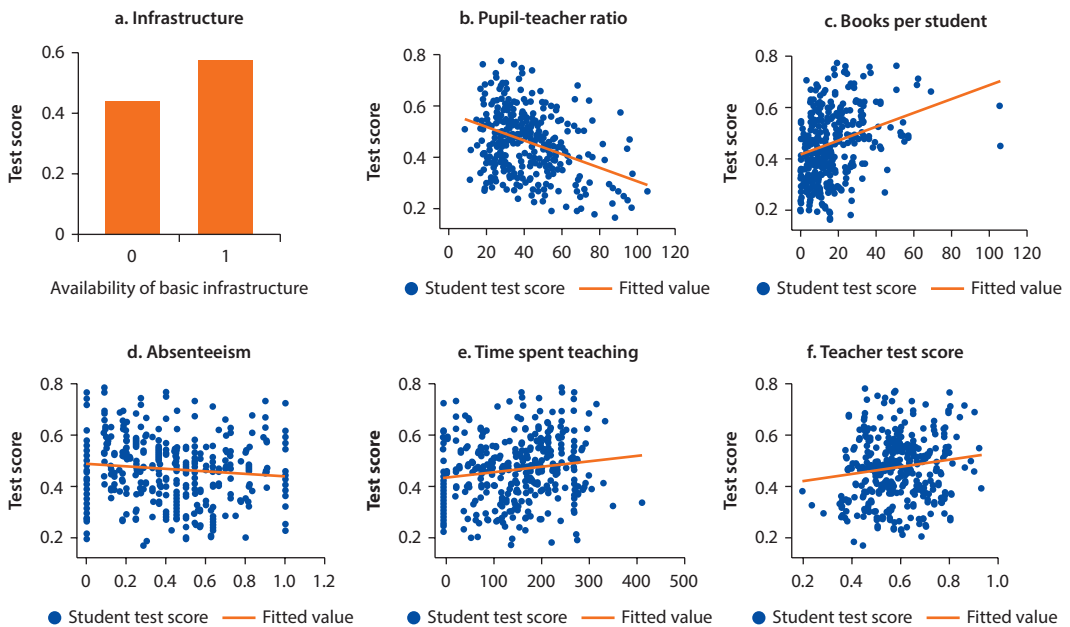 a. Infrastructure
Test score
0.6
0.4
0.2
0
0
1
Availability of basic infrastructure
b. Pupil-teacher ratio
Test score
0.8
0.6
0.4
0.2
0 20 40 60 80 100 120
Student test score Fitted value
c. Books per student
Test score
0.8
0.6
0.4
0.2
0 20 40 60 80 100 120
Student test score Fitted value
d. Absenteeism
Test score
0.8
0.6
0.4
0.2
0 0.2 0.4 0.6 0.8 1.0 1.2
Student test score Fitted value
e. Time spent teaching
Test score
0.8
0.6
0.4
0.2
0 100 200 300 400 500
Student test score Fitted value
f. Teacher test score
Test score
0.8
0.6
0.4
0.2
0.2 0.4 0.6 0.8 1.0
Student test score Fitted value